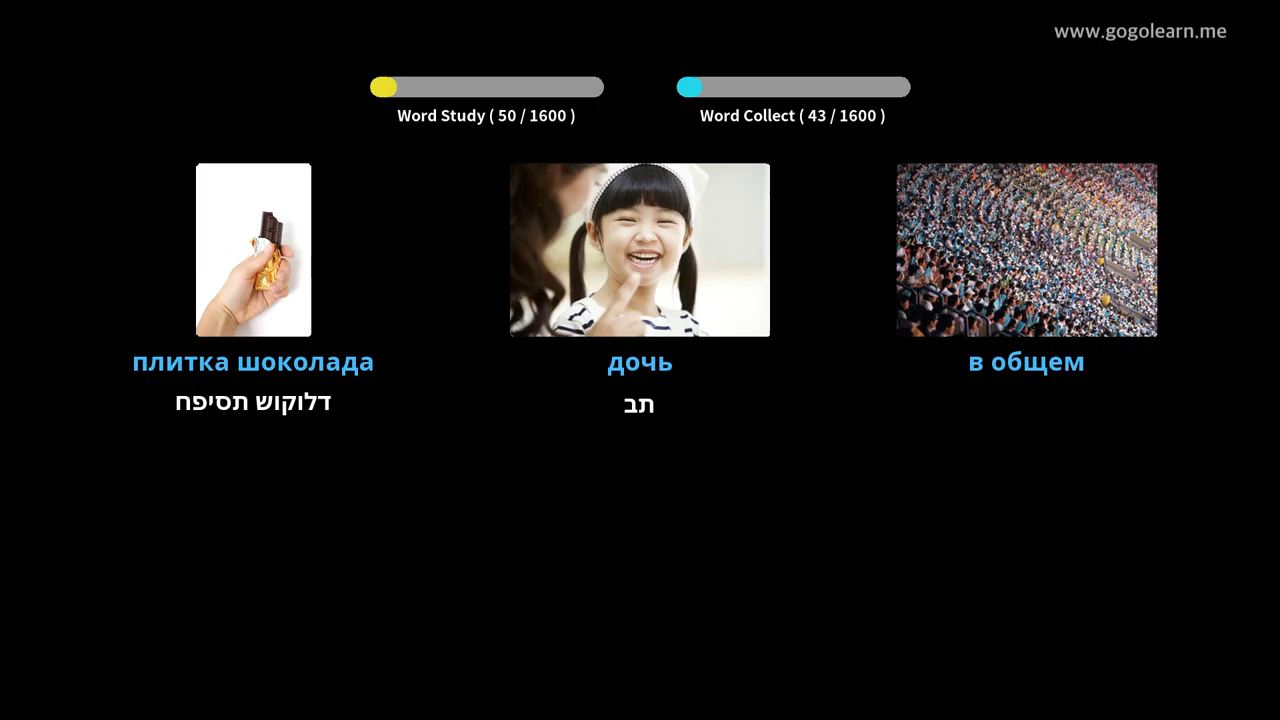 www.gogolearn.me
Word Study ( 50 / 1600 )
Word Collect ( 43 / 1600 )
плитка шоколада
дочь
в общем
דלוקוש תסיפח
תב